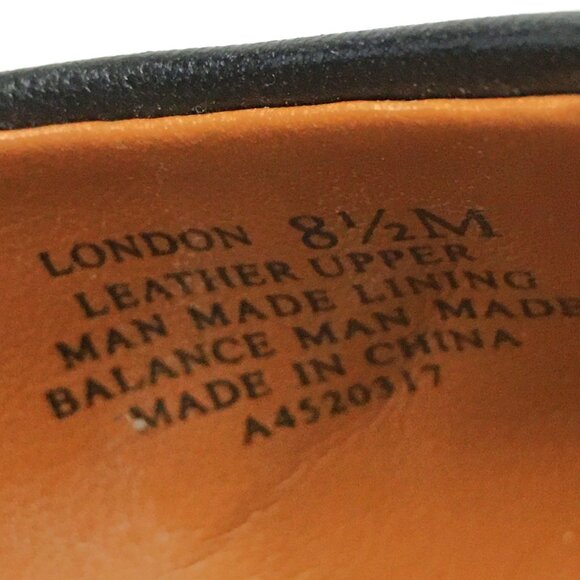 LONDON 8½M
LEATHER UPPER
MAN MADE LINING
BALANCE MAN MADE
MADE IN CHINA
A4520317